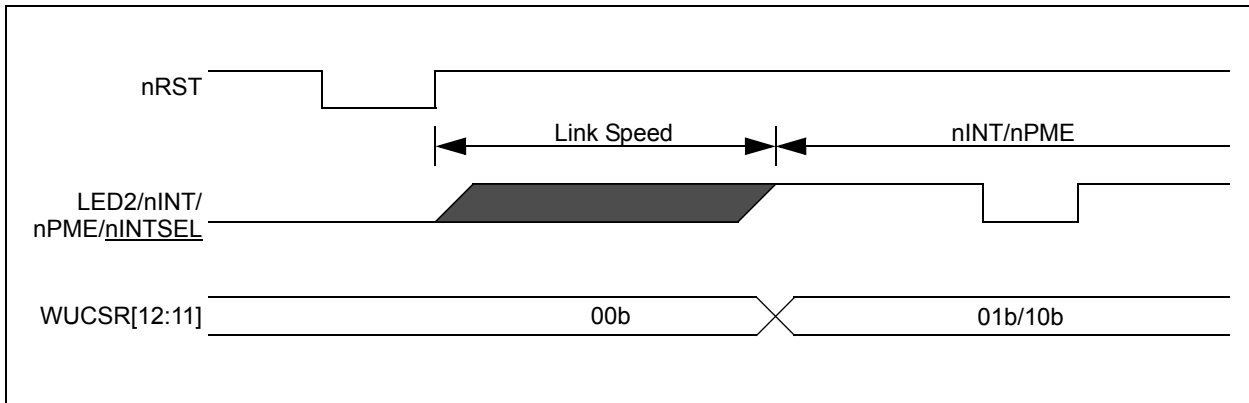 nRST
Link Speed
nINT/nPME
LED2/nINT/
nPME/nINTSEL
WUCSR[12:11]
00b
01b/10b